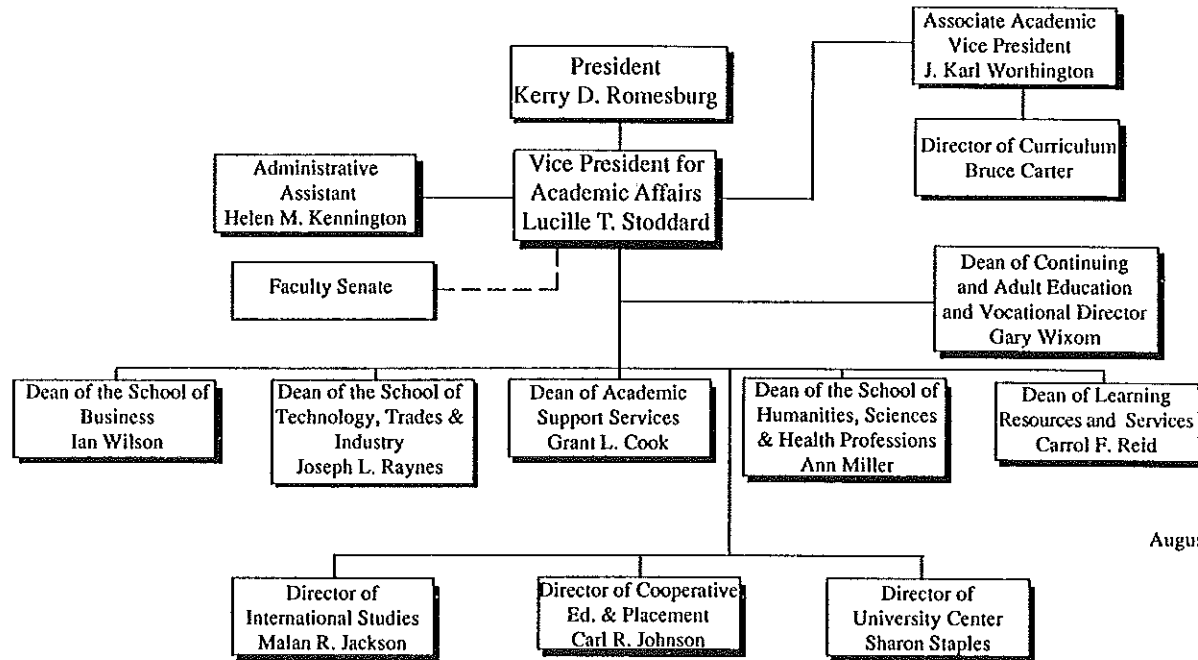 Associate Academic
Vice President
J. Karl Worthington
President
Kerry D. Romesburg
Director of Curriculum
Bruce Carter
Administrative
Assistant
Helen M. Kennington
Vice President for
Academic Affairs
Lucille T. Stoddard
Faculty Senate
Dean of Continuing
and Adult Education
and Vocational Director
Gary Wixom
Dean of the School of
Business
Ian Wilson
Dean of the School of
Technology, Trades &
Industry
Joseph L. Raynes
Dean of Academic
Support Services
Grant L. Cook
Dean of the School of
Humanities, Sciences
& Health Professions
Ann Miller
Dean of Learning
Resources and Services
Carrol F. Reid
Augus
Director of
International Studies
Malan R. Jackson
Director of Cooperative
Ed. & Placement
Carl R. Johnson
Director of
University Center
Sharon Staples